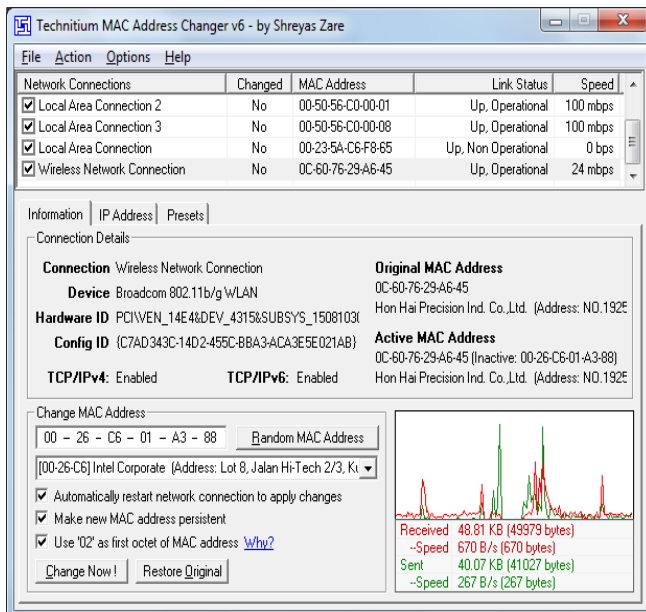 Technitium MAC Address Changer v6 - by Shreyas Zare
File Action Options Help
Network Connections Changed MAC Address Link Status Speed
Local Area Connection 2 No 00-50-56-C0-00-01 Up, Operational 100 mbps
Local Area Connection 3 No 00-50-56-C0-00-08 Up, Operational 100 mbps
Local Area Connection No 00-23-5A-C6-F8-65 Up, Non Operational 0 bps
Wireless Network Connection No 0C-60-76-29-A6-45 Up, Operational 24 mbps
Information IP Address Presets
Connection Details
Connection Wireless Network Connection
Device Broadcom 802.11b/g WLAN
Hardware ID PCI\VEN_14E4&DEV_4315&SUBSYS_1508103(
Config ID {C7AD343C-14D2-455C-BBA3-ACA3E5E021AB}
TCP/IPv4: Enabled TCP/IPv6: Enabled
Original MAC Address
0C-60-76-29-A6-45
Hon Hai Precision Ind. Co.,Ltd. (Address: NO.1925
Active MAC Address
0C-60-76-29-A6-45 (Inactive: 00-26-C6-01-A3-88)
Hon Hai Precision Ind. Co.,Ltd. (Address: NO.1925
Change MAC Address
00 - 26 - C6 - 01 - A3 - 88 Random MAC Address
[00-26-C6] Intel Corporate (Address: Lot 8, Jalan Hi-Tech 2/3, Ku
Automatically restart network connection to apply changes
Make new MAC address persistent
Use '02' as first octet of MAC address Why?
Change Now ! Restore Original
Received 48.81 KB (49979 bytes)
--Speed 670 B/s (670 bytes)
Sent 40.07 KB (41027 bytes)
--Speed 267 B/s (267 bytes)